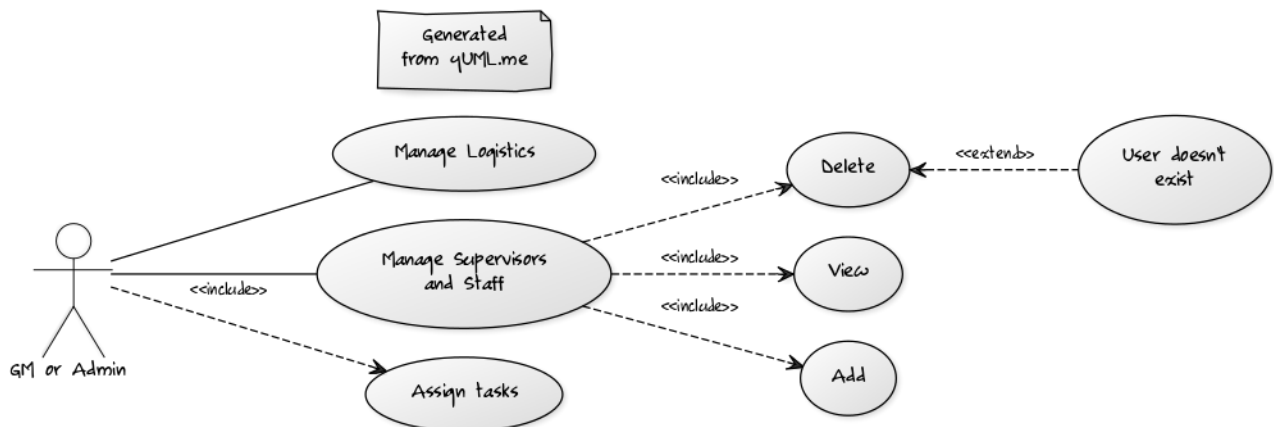 Generated
from yUML.me
Manage Logistics
Delete
<<extend>>
User doesn't
exist
<<include>>
Manage Supervisors
and Staff
<<include>>
View
<<include>>
<<include>>
Add
GM or Admin
Assign tasks